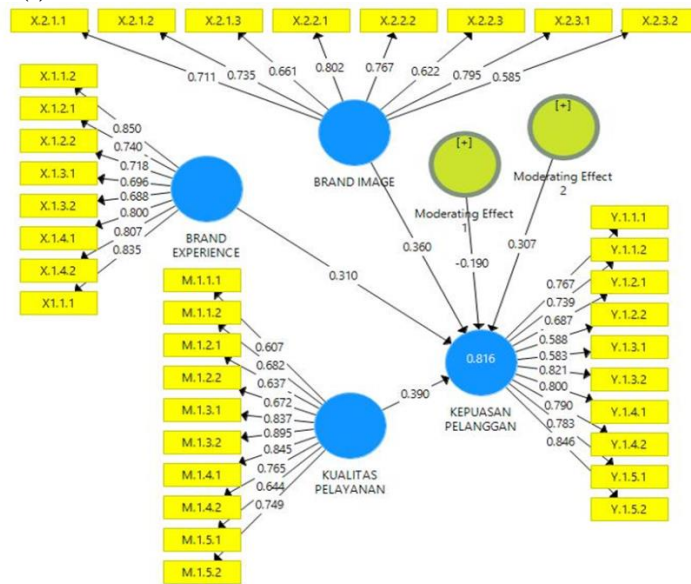 X.2.1.1 X.2.1.2 X.2.1.3 X.2.2.1 X.2.2.2 X.2.2.3 X.2.3.1 X.2.3.2
0.711 0.735 0.661 0.802 0.767 0.622 0.795 0.585
BRAND IMAGE
X.1.1.2
X.1.2.1
X.1.2.2
X.1.3.1
X.1.3.2
X.1.4.1
X.1.4.2
X1.1.1
0.850
0.740
0.718
0.696
0.688
0.800
0.807
0.835
BRAND
EXPERIENCE
[+]
Moderating Effect
1
[+]
Moderating Effect
2
0.360
-0.190
0.307
0.310
0.390
M.1.1.1
M.1.1.2
M.1.2.1
M.1.2.2
M.1.3.1
M.1.3.2
M.1.4.1
M.1.4.2
M.1.5.1
M.1.5.2
0.607
0.682
0.637
0.672
0.837
0.895
0.845
0.765
0.644
0.749
KUALITAS
PELAYANAN
0.816
KEPUASAN
PELANGGAN
0.767
0.739
0.687
0.588
0.583
0.821
0.800
0.790
0.783
0.846
Y.1.1.1
Y.1.1.2
Y.1.2.1
Y.1.2.2
Y.1.3.1
Y.1.3.2
Y.1.4.1
Y.1.4.2
Y.1.5.1
Y.1.5.2